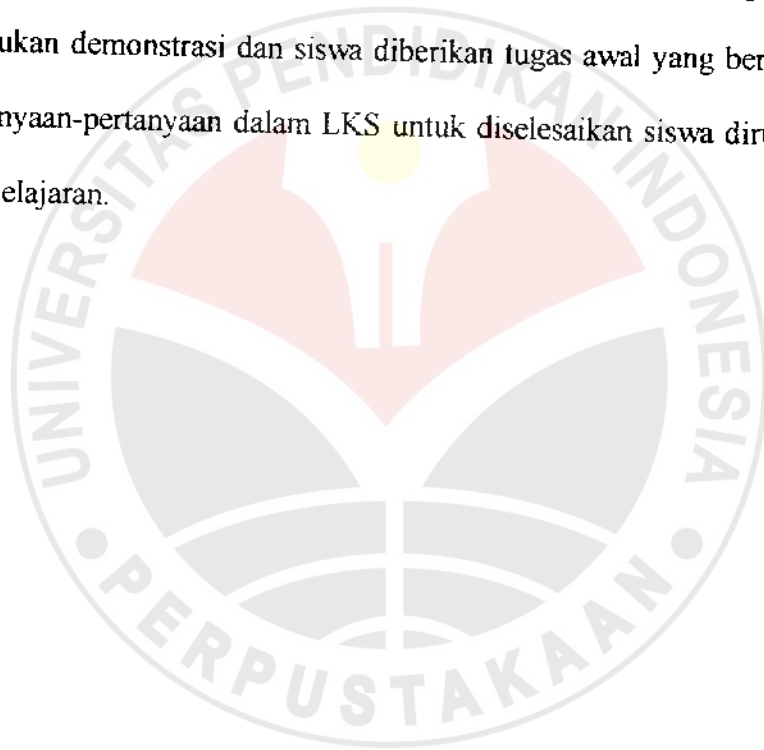 ukan demonstrasi dan siswa diberikan tugas awal yang ber
nyaan-pertanyaan dalam LKS untuk diselesaikan siswa diru
elajaran.
UNIVERSITAS PENDIDIKAN INDONESIA
PERPUSTAKAAN